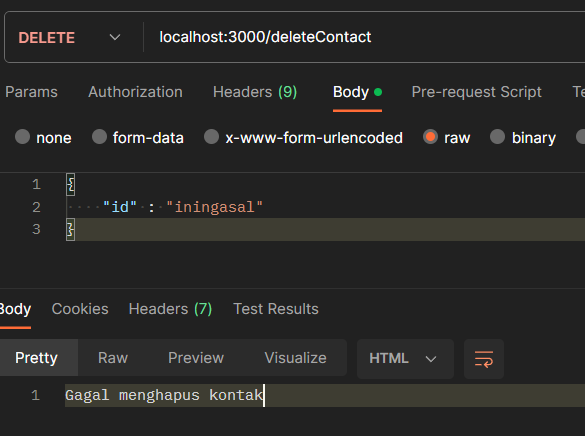 DELETE localhost:3000/deleteContact
Params Authorization Headers (9) Body Pre-request Script Te
none form-data x-www-form-urlencoded raw binary
1 {
2 "id" : "iningasal"
3 }
Body Cookies Headers (7) Test Results
Pretty Raw Preview Visualize HTML
1 Gagal menghapus kontak